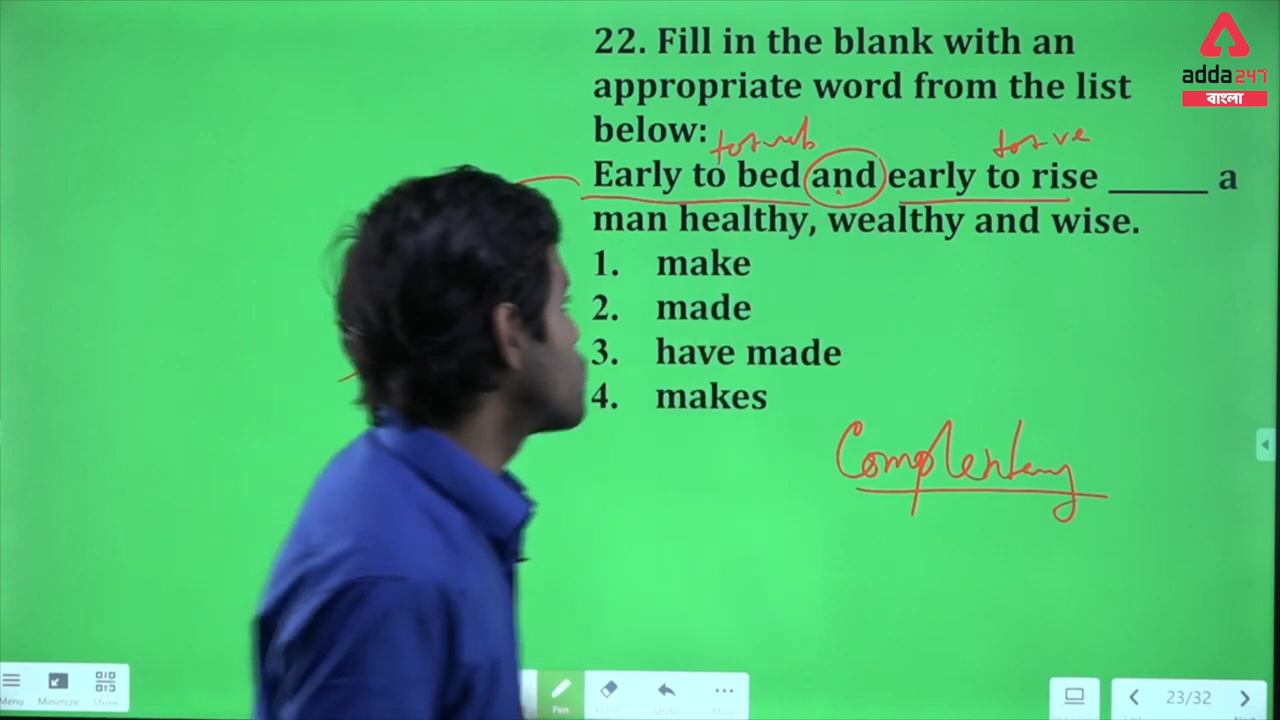 22. Fill in the blank with an
appropriate word from the list
below:
Early to bed and early to rise ______ a
man healthy, wealthy and wise.
1. make
2. made
3. have made
4. makes
adda247
বাংলা
Menu
Minimize
Pen
23/32